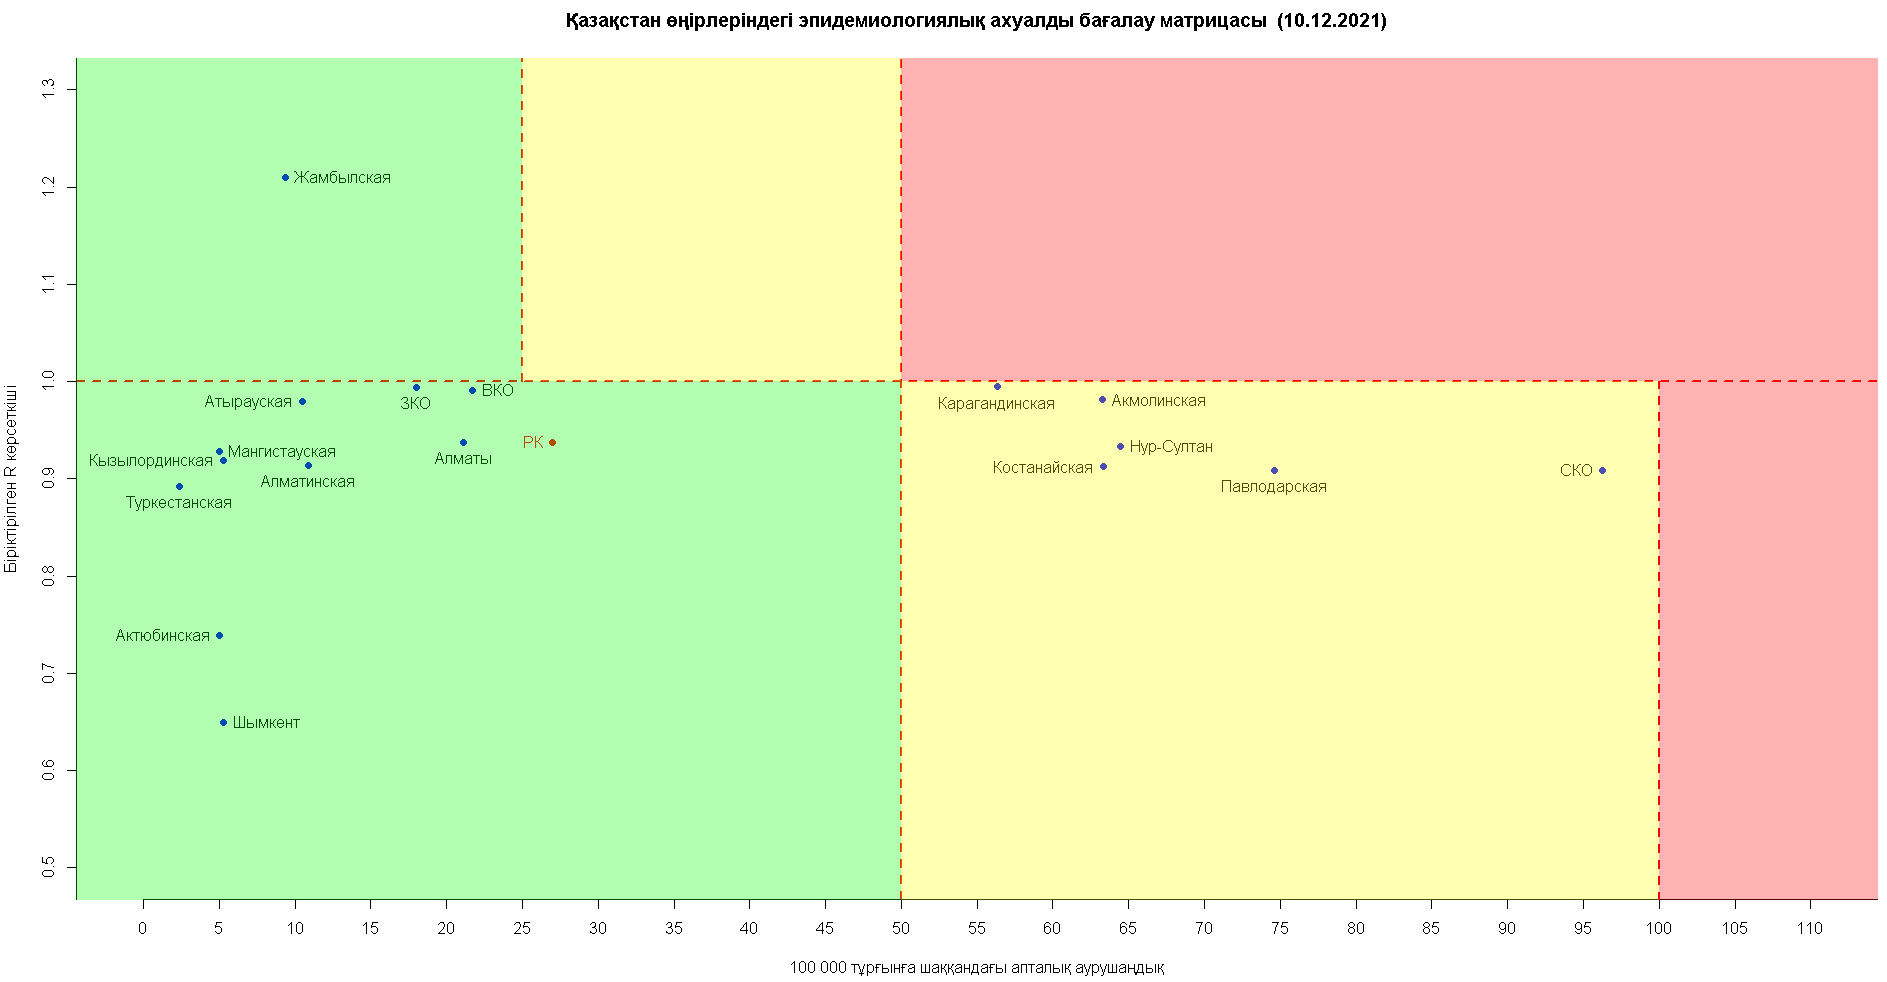 Қазақстан өңірлеріндегі эпидемиологиялық ахуалды бағалау матрицасы (10.12.2021)
Біріктірілген R көрсеткіші
1.3
1.2
1.1
1.0
0.9
0.8
0.7
0.6
0.5
Жамбылская
ЗКО
ВКО
Атырауская
Мангистауская
Кызылординская
Алматинская
Туркестанская
Алматы
РК
Актюбинская
Шымкент
Карагандинская
Акмолинская
Нур-Султан
Костанайская
Павлодарская
СКО
0 5 10 15 20 25 30 35 40 45 50 55 60 65 70 75 80 85 90 95 100 105 110
100 000 тұрғынға шаққандағы апталық аурушаңдық